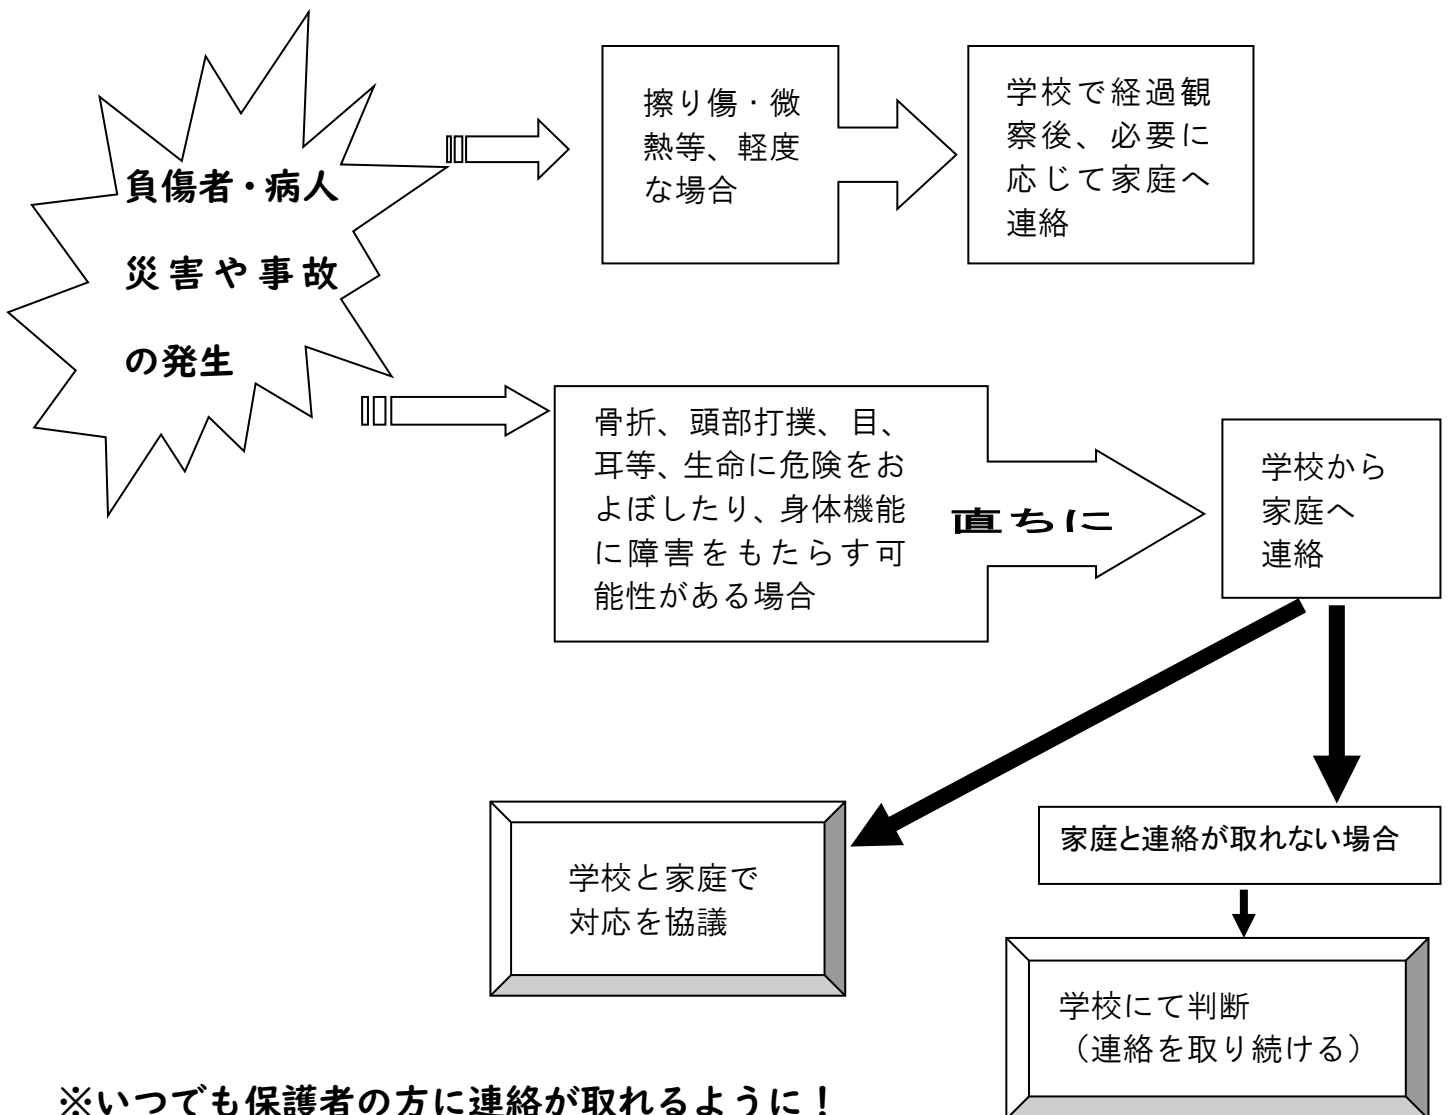 負傷者・病人
災害や事故
の発生
擦り傷・微
熱等、軽度
な場合
学校で経過観
察後、必要に
応じて家庭へ
連絡
骨折、頭部打撲、目、
耳等、生命に危険をお
よぼしたり、身体機能
に障害をもたらす可
能性がある場合
直ちに
学校から
家庭へ
連絡
学校と家庭で
対応を協議
家庭と連絡が取れない場合
学校にて判断
（連絡を取り続ける）
※いつでも保護者の方に連絡が取れるように！